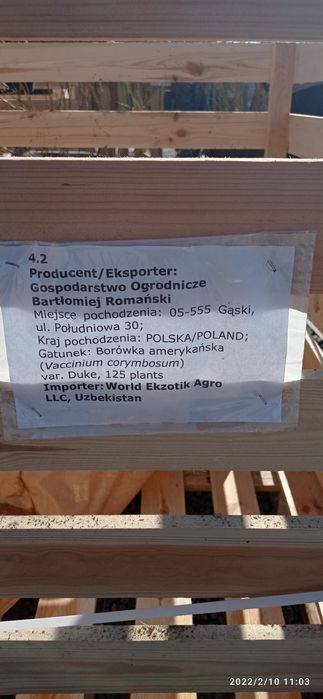 4.2
Producent/Eksporter:
Gospodarstwo Ogrodnicze
Bartłomiej Romański
Miejsce pochodzenia: 05-555 Gąski,
ul. Południowa 30;
Kraj pochodzenia: POLSKA/POLAND;
Gatunek: Borówka amerykańska
(Vaccinium corymbosum)
var. Duke, 125 plants
Importer:World Ekzotik Agro
LLC, Uzbekistan
2022/2/10 11:03